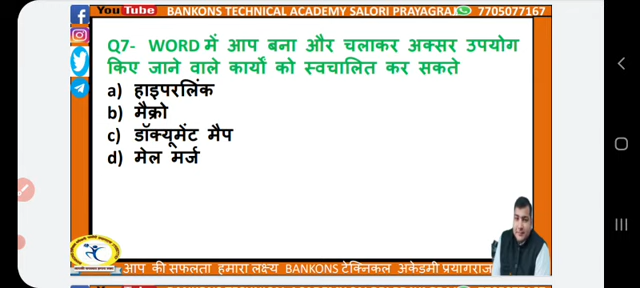 YouTube BANKONS TECHNICAL ACADEMY SALORI PRAYAGRAJ 7705077167
Q7- WORD में आप बना और चलाकर अक्सर उपयोग
किए जाने वाले कार्यों को स्वचालित कर सकते
a) हाइपरलिंक
b) मैक्रो
c) डॉक्यूमेंट मैप
d) मेल मर्ज
आप की सफलता हमारा लक्ष्य BANKONS टेक्निकल अकेडमी प्रयागराज